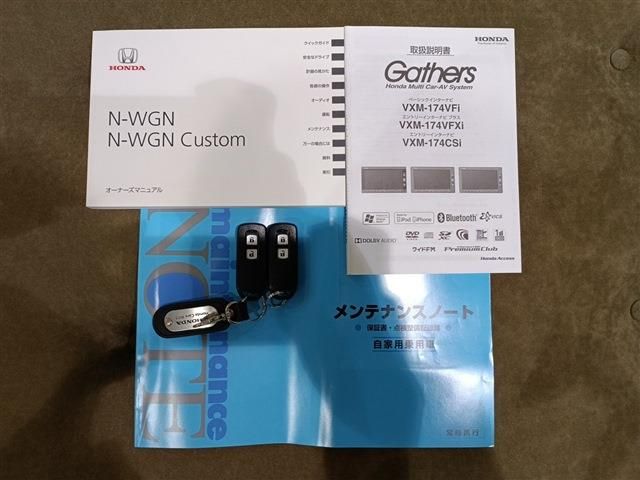 HONDA
N-WGN
N-WGN Custom
オーナーズマニュアル
クイックガイド
安全なドライブ
計器の見かた
各部の操作
オーディオ
運転
メンテナンス
万一の場合には
資料
索引
HONDA
取扱説明書
Gathers
Honda Multi Car-AV System
ベーシックインターナビ
VXM-174VFi
エントリーインターナビ プラス
VXM-174VFXi
エントリーインターナビ
VXM-174CSi
Bluetooth
VICS
DOLBY AUDIO
ワイドFM
PremiumClub
Honda Access
maintenance
NOTE
メンテナンスノート
保証書・点検整備記録簿
自家用乗用車
HONDA
Honda Cars